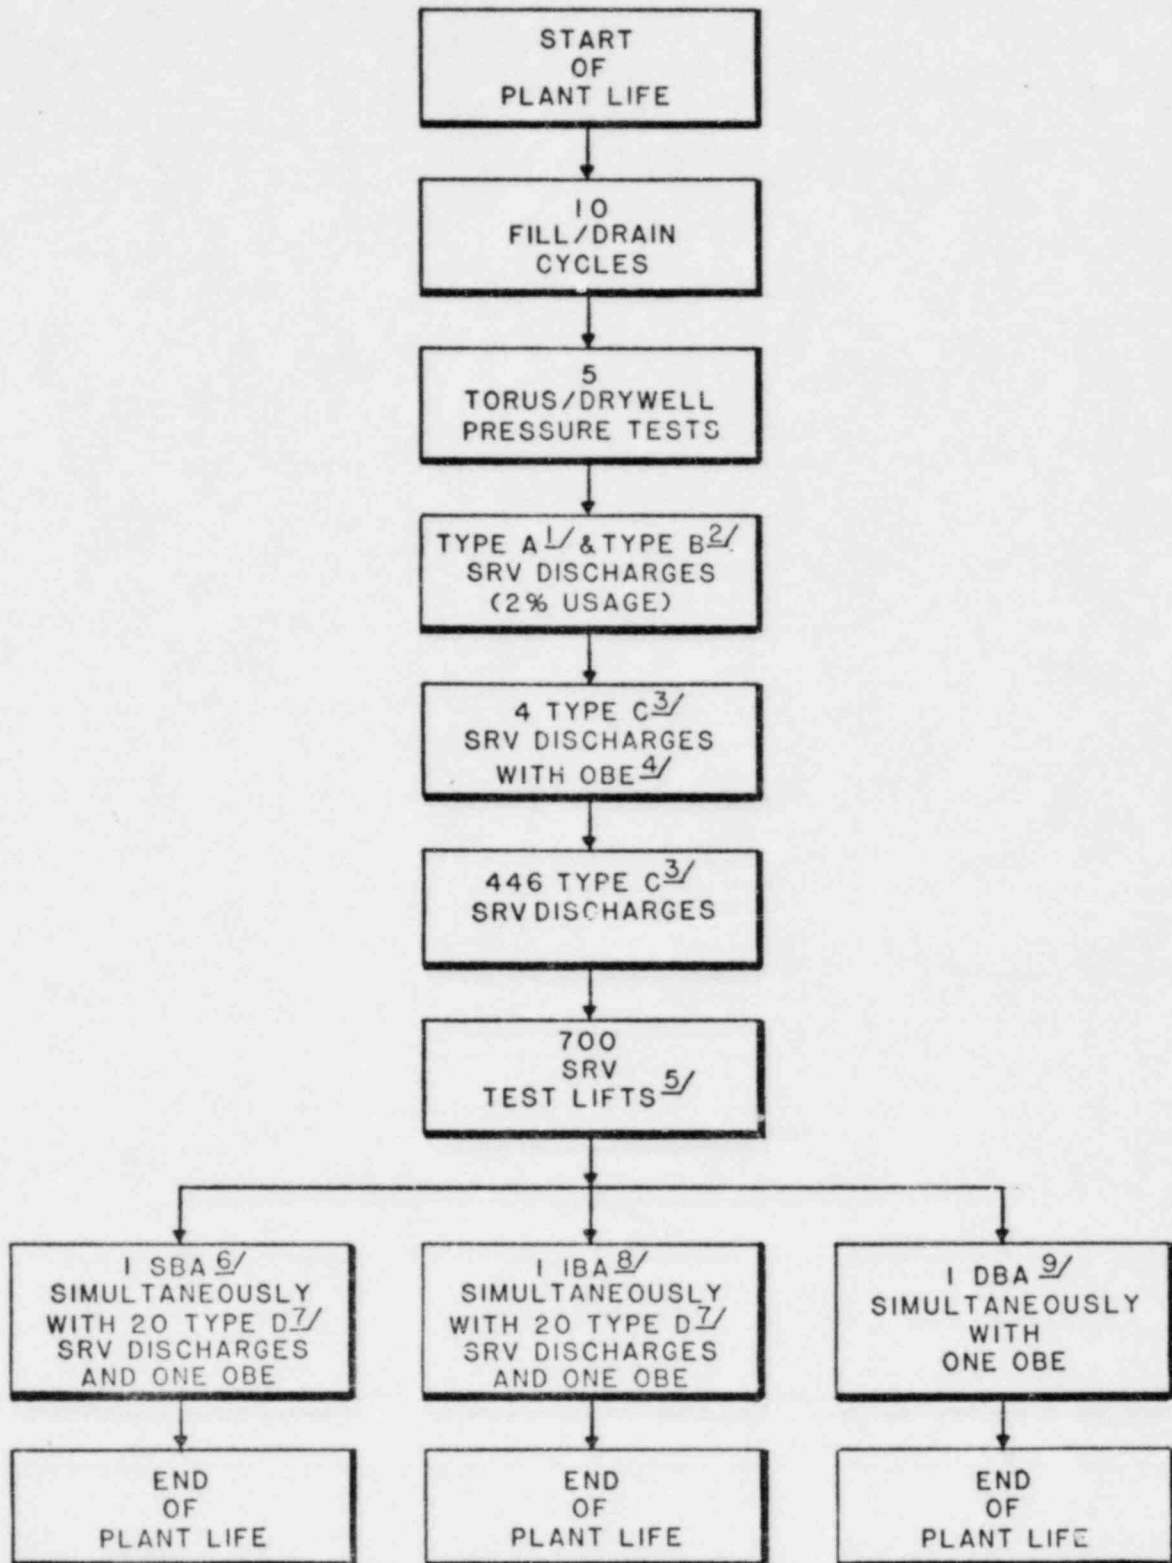 START
OF
PLANT LIFE
10
FILL/DRAIN
CYCLES
5
TORUS/DRYWELL
PRESSURE TESTS
TYPE A 1/ & TYPE B 2/
SRV DISCHARGES
(2% USAGE)
4 TYPE C 3/
SRV DISCHARGES
WITH OBE 4/
446 TYPE C 3/
SRV DISCHARGES
700
SRV
TEST LIFTS 5/
1 SBA 6/
SIMULTANEOUSLY
WITH 20 TYPE D 7/
SRV DISCHARGES
AND ONE OBE
1 IBA 8/
SIMULTANEOUSLY
WITH 20 TYPE D 7/
SRV DISCHARGES
AND ONE OBE
1 DBA 9/
SIMULTANEOUSLY
WITH
ONE OBE
END
OF
PLANT LIFE
END
OF
PLANT LIFE
END
OF
PLANT LIFE